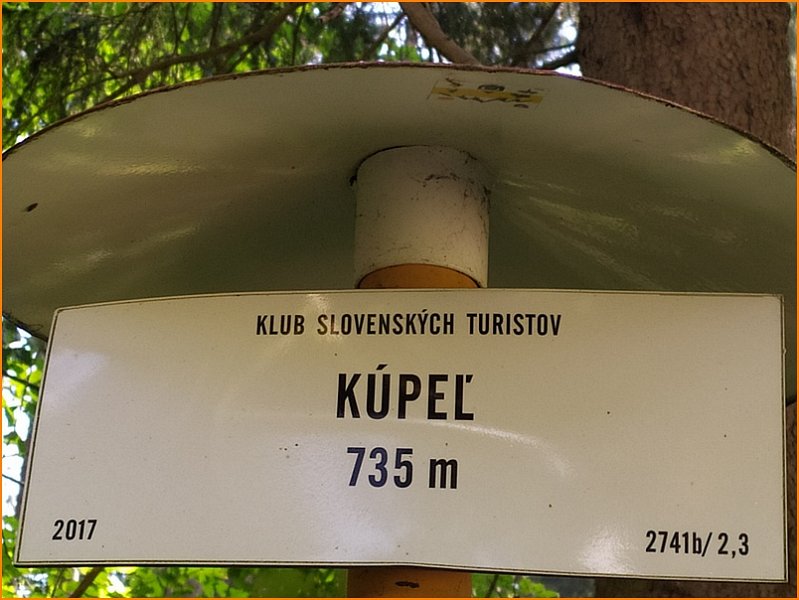 KLUB SLOVENSKÝCH TURISTOV
KÚPEĽ
735 m
2017
2741b/2,3